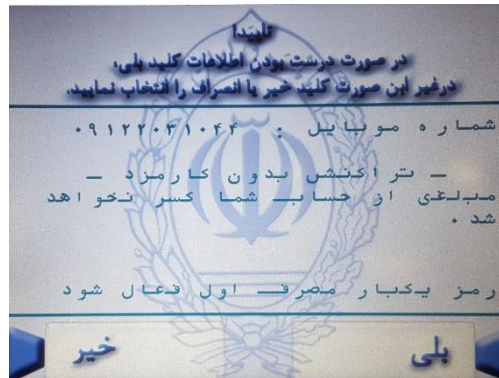 تاییدا
در صورت درست بودن اطلاعات کلید بلی،
درغیر این صورت کلید خیر یا انصراف را انتخاب نمایید.
شماره موبایل : ۰۹۱۲۲۰۳۱۰۴۴
– تراکنش بدون کارمزد –
مبلغی از حساب شما کسر نخواهد
شد .
رمز یکبار مصرف اول فعال شود
خیر
بلی